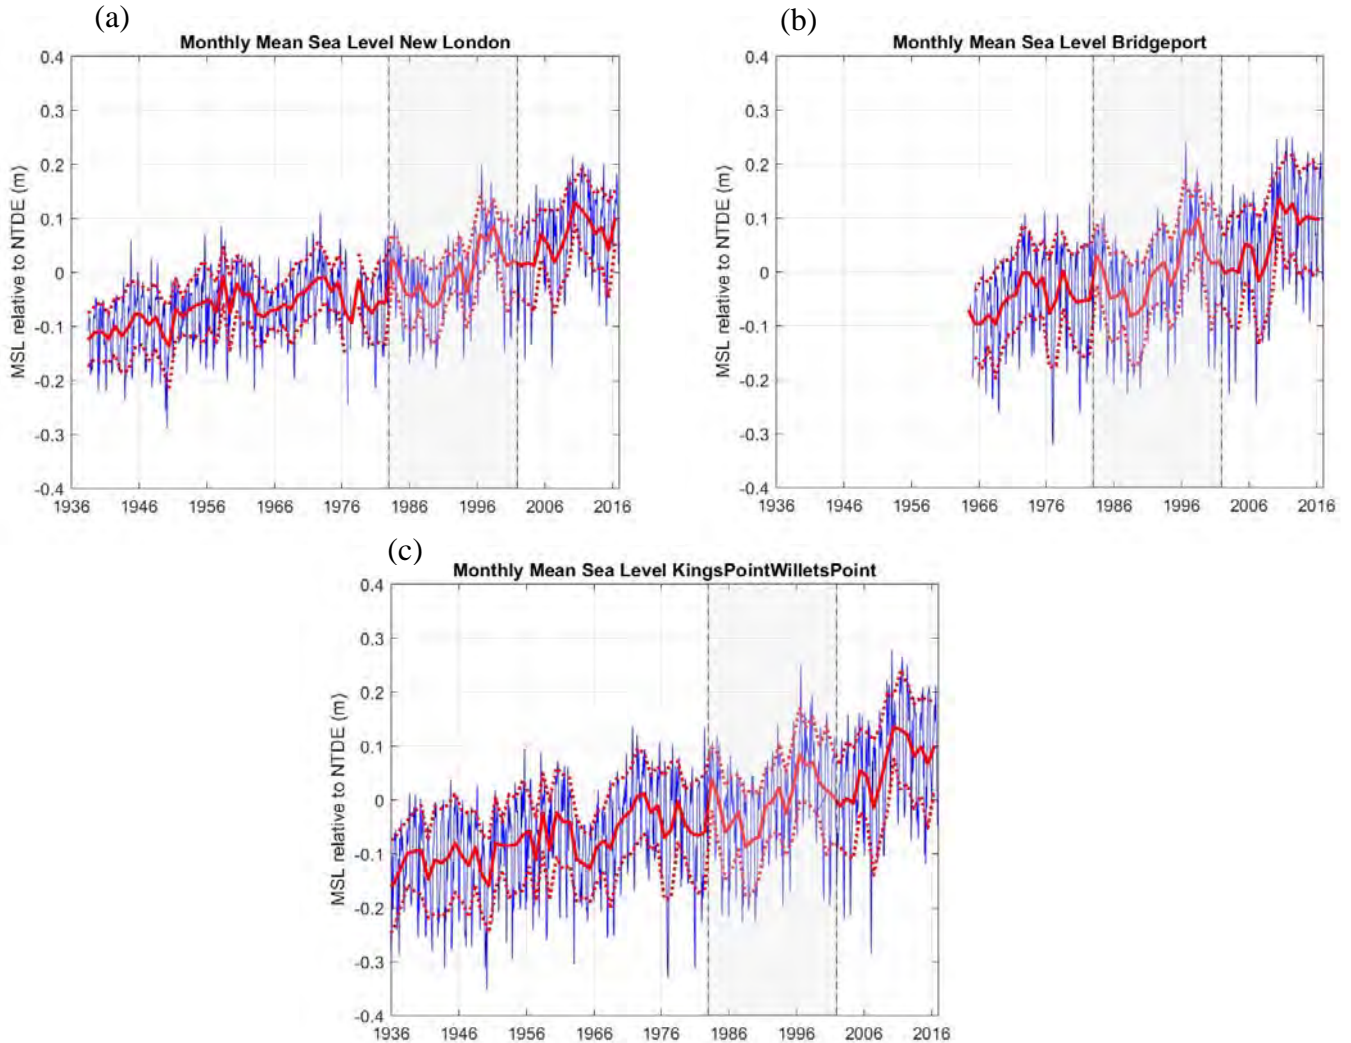 (a)
Monthly Mean Sea Level New London
MSL relative to NTDE (m)
0.4
0.3
0.2
0.1
0
-0.1
-0.2
-0.3
-0.4
1936 1946 1956 1966 1976 1986 1996 2006 2016
(b)
Monthly Mean Sea Level Bridgeport
MSL relative to NTDE (m)
0.4
0.3
0.2
0.1
0
-0.1
-0.2
-0.3
-0.4
1936 1946 1956 1966 1976 1986 1996 2006 2016
(c)
Monthly Mean Sea Level KingsPointWilletsPoint
MSL relative to NTDE (m)
0.4
0.3
0.2
0.1
0
-0.1
-0.2
-0.3
-0.4
1936 1946 1956 1966 1976 1986 1996 2006 2016